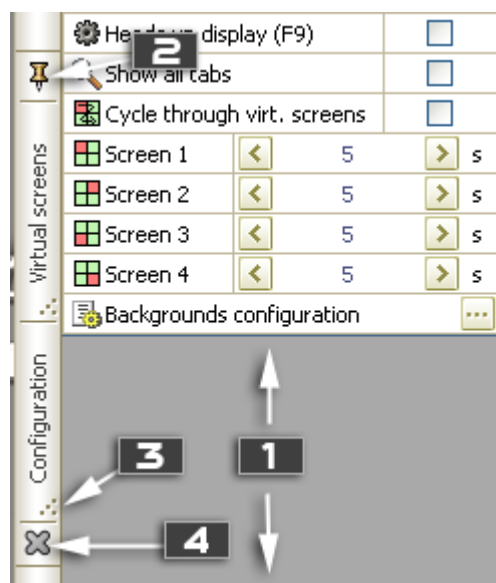 Heads up display (F9)
Show all tabs
Cycle through virt. screens
Screen 1 < 5 > s
Screen 2 < 5 > s
Screen 3 < 5 > s
Screen 4 < 5 > s
Backgrounds configuration ...
Virtual screens
Configuration
2
1
3
4